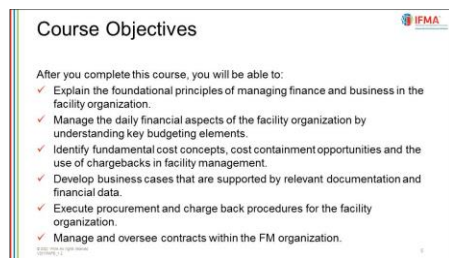 Course Objectives
IFMA
After you complete this course, you will be able to:
✓ Explain the foundational principles of managing finance and business in the
facility organization.
✓ Manage the daily financial aspects of the facility organization by
understanding key budgeting elements.
✓ Identify fundamental cost concepts, cost containment opportunities and the
use of chargebacks in facility management.
✓ Develop business cases that are supported by relevant documentation and
financial data.
✓ Execute procurement and charge back procedures for the facility
organization.
✓ Manage and oversee contracts within the FM organization.